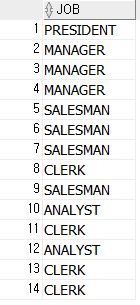 JOB
1 PRESIDENT
2 MANAGER
3 MANAGER
4 MANAGER
5 SALESMAN
6 SALESMAN
7 SALESMAN
8 CLERK
9 SALESMAN
10 ANALYST
11 CLERK
12 ANALYST
13 CLERK
14 CLERK